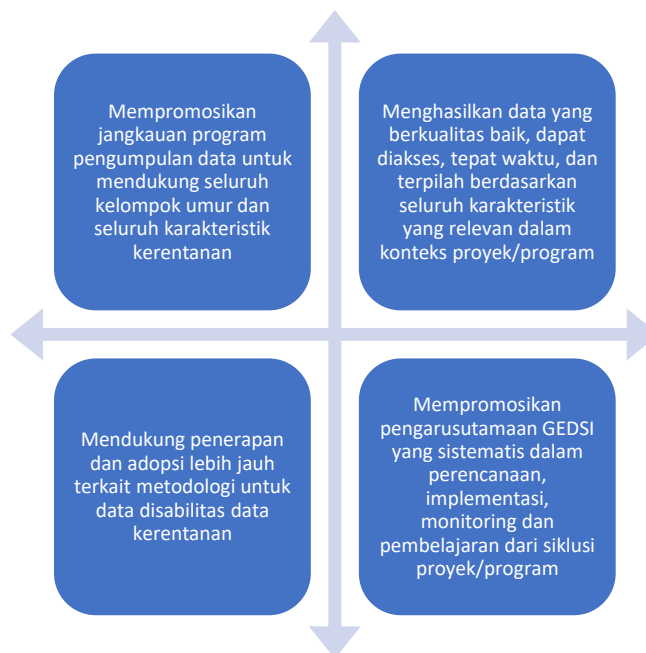 Mempromosikan
jangkauan program
pengumpulan data untuk
mendukung seluruh
kelompok umur dan
seluruh karakteristik
kerentanan
Menghasilkan data yang
berkualitas baik, dapat
diakses, tepat waktu, dan
terpilah berdasarkan
seluruh karakteristik
yang relevan dalam
konteks proyek/program
Mendukung penerapan
dan adopsi lebih jauh
terkait metodologi untuk
data disabilitas data
kerentanan
Mempromosikan
pengarusutamaan GEDSI
yang sistematis dalam
perencanaan,
implementasi,
monitoring dan
pembelajaran dari siklusi
proyek/program